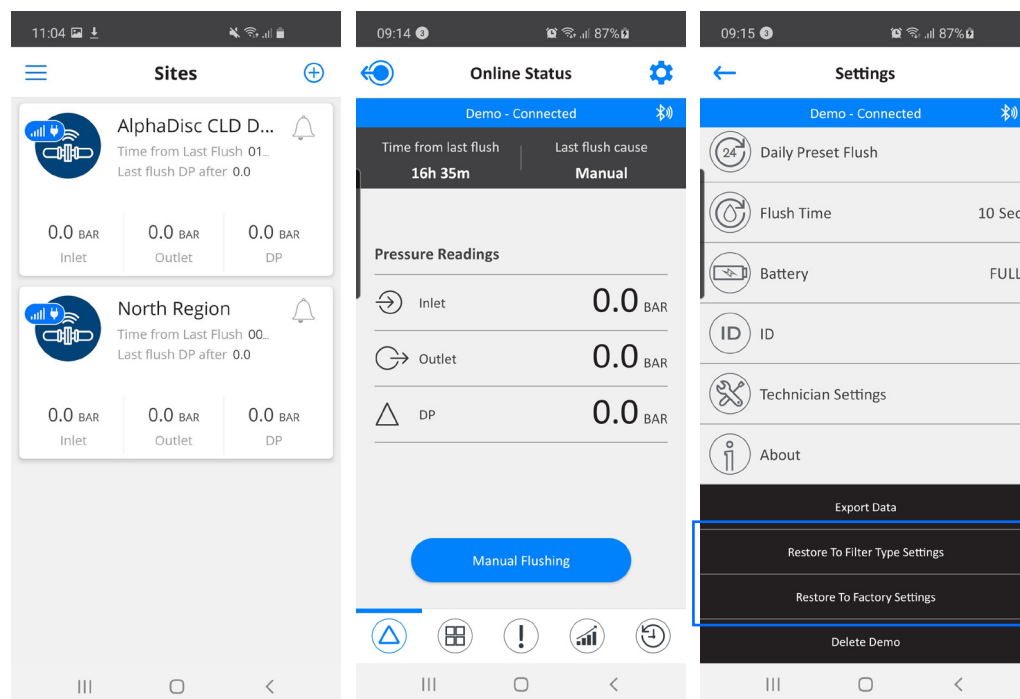 11:04
Sites
AlphaDisc CLD D...
Time from Last Flush 01_
Last flush DP after 0.0
0.0 BAR 0.0 BAR 0.0 BAR
Inlet Outlet DP
North Region
Time from Last Flush 00_
Last flush DP after 0.0
0.0 BAR 0.0 BAR 0.0 BAR
Inlet Outlet DP
09:14 3 87%
Online Status
Demo - Connected
Time from last flush Last flush cause
16h 35m Manual
Pressure Readings
Inlet 0.0 BAR
Outlet 0.0 BAR
DP 0.0 BAR
Manual Flushing
09:15 3 87%
Settings
Demo - Connected
24 Daily Preset Flush
Flush Time 10 Sec
Battery FULL
ID ID
Technician Settings
About
Export Data
Restore To Filter Type Settings
Restore To Factory Settings
Delete Demo